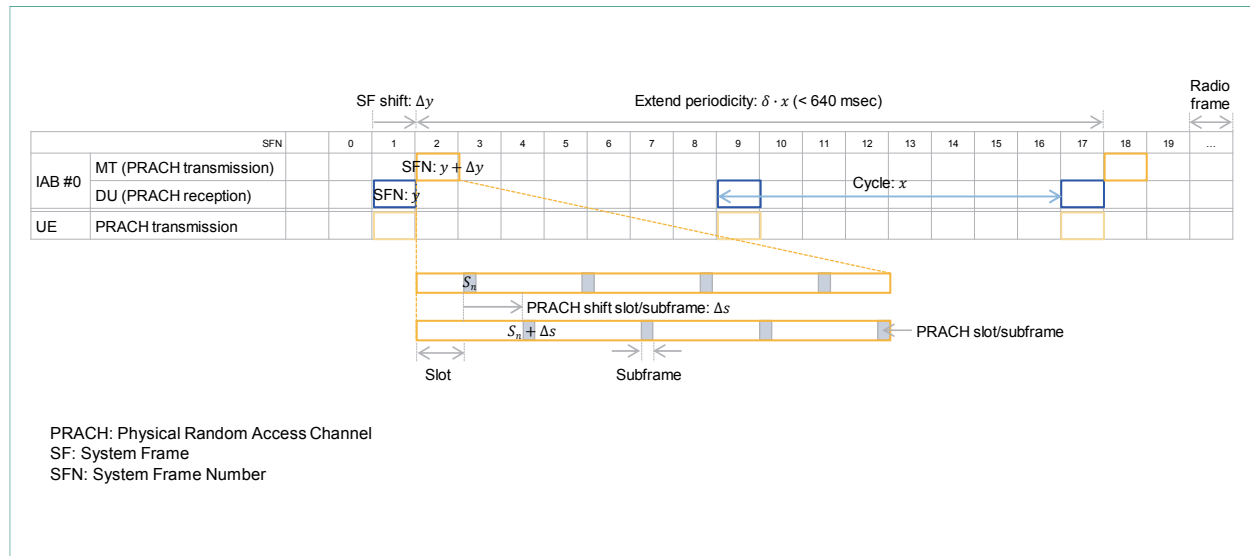 SF shift: Δy
Extend periodicity: δ · x (< 640 msec)
Radio frame
SFN 0 1 2 3 4 5 6 7 8 9 10 11 12 13 14 15 16 17 18 19 ...
IAB #0
MT (PRACH transmission)
SFN: y + Δy
DU (PRACH reception)
SFN: y
Cycle: x
UE
PRACH transmission
Sₙ
PRACH shift slot/subframe: Δs
Sₙ + Δs
PRACH slot/subframe
Slot
Subframe
PRACH: Physical Random Access Channel
SF: System Frame
SFN: System Frame Number